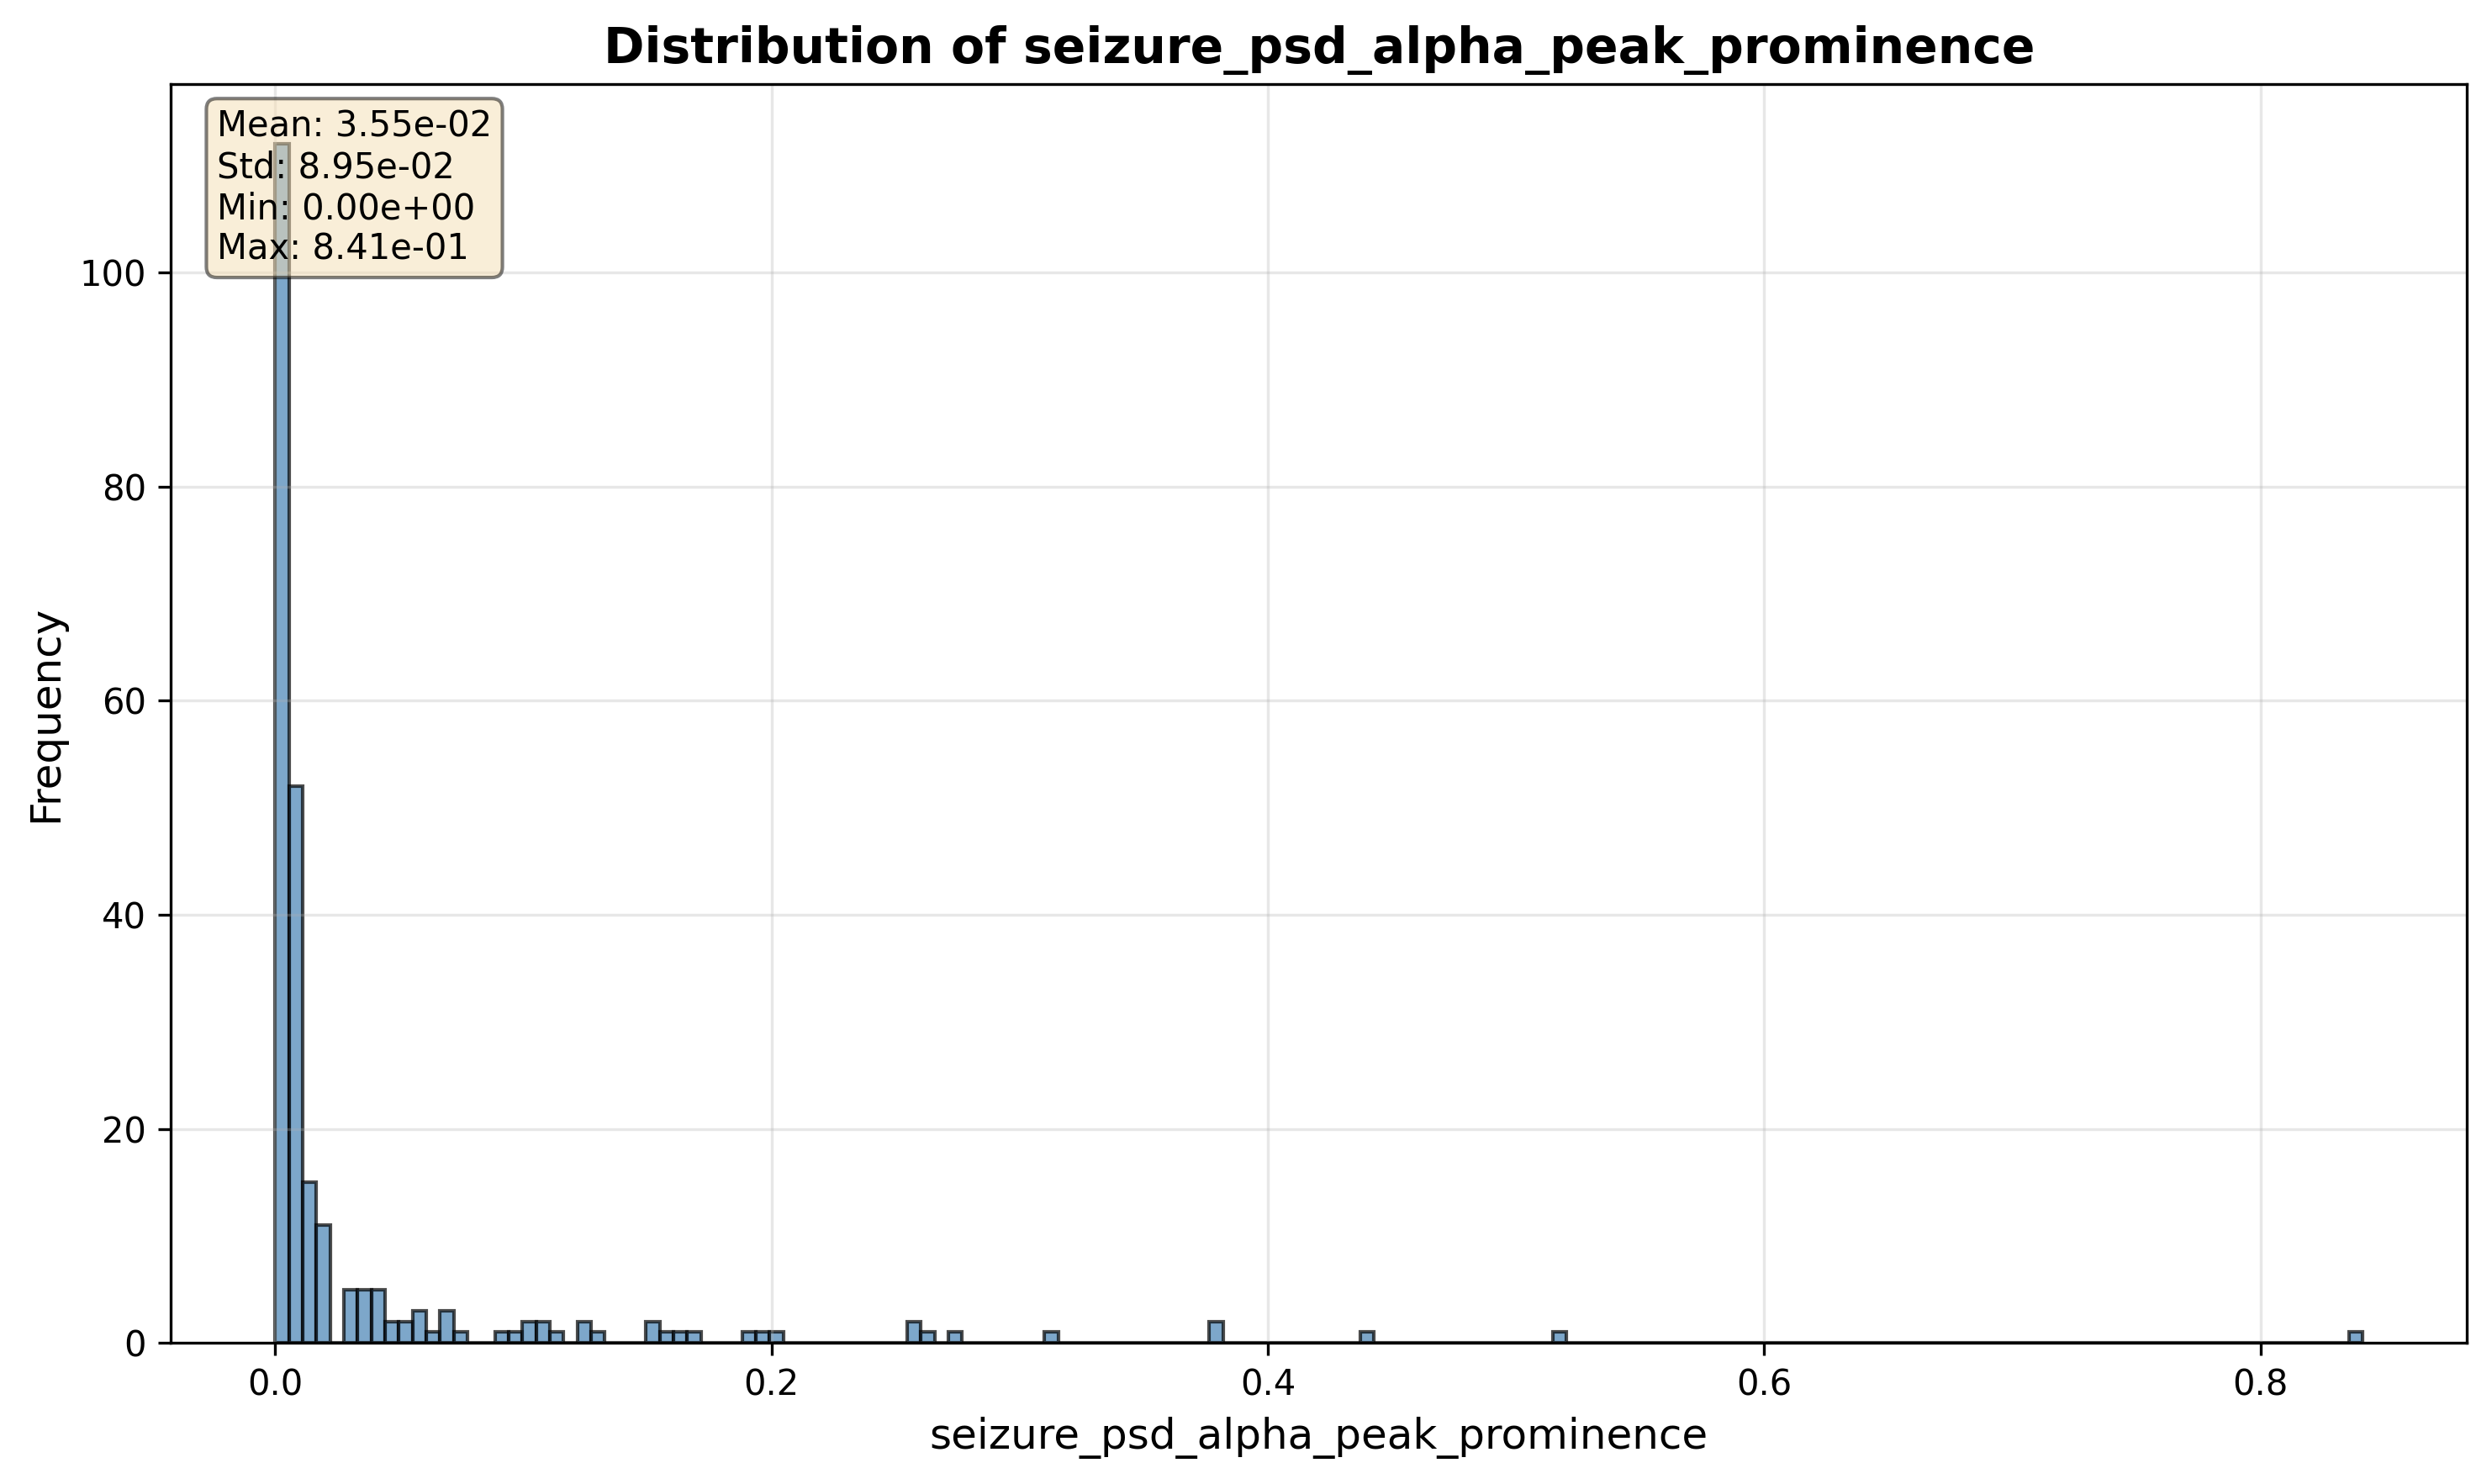 Distribution of seizure_psd_alpha_peak_prominence
Mean: 3.55e-02
Std: 8.95e-02
Min: 0.00e+00
Max: 8.41e-01
100
80
60
40
20
0
Frequency
0.0 0.2 0.4 0.6 0.8
seizure_psd_alpha_peak_prominence